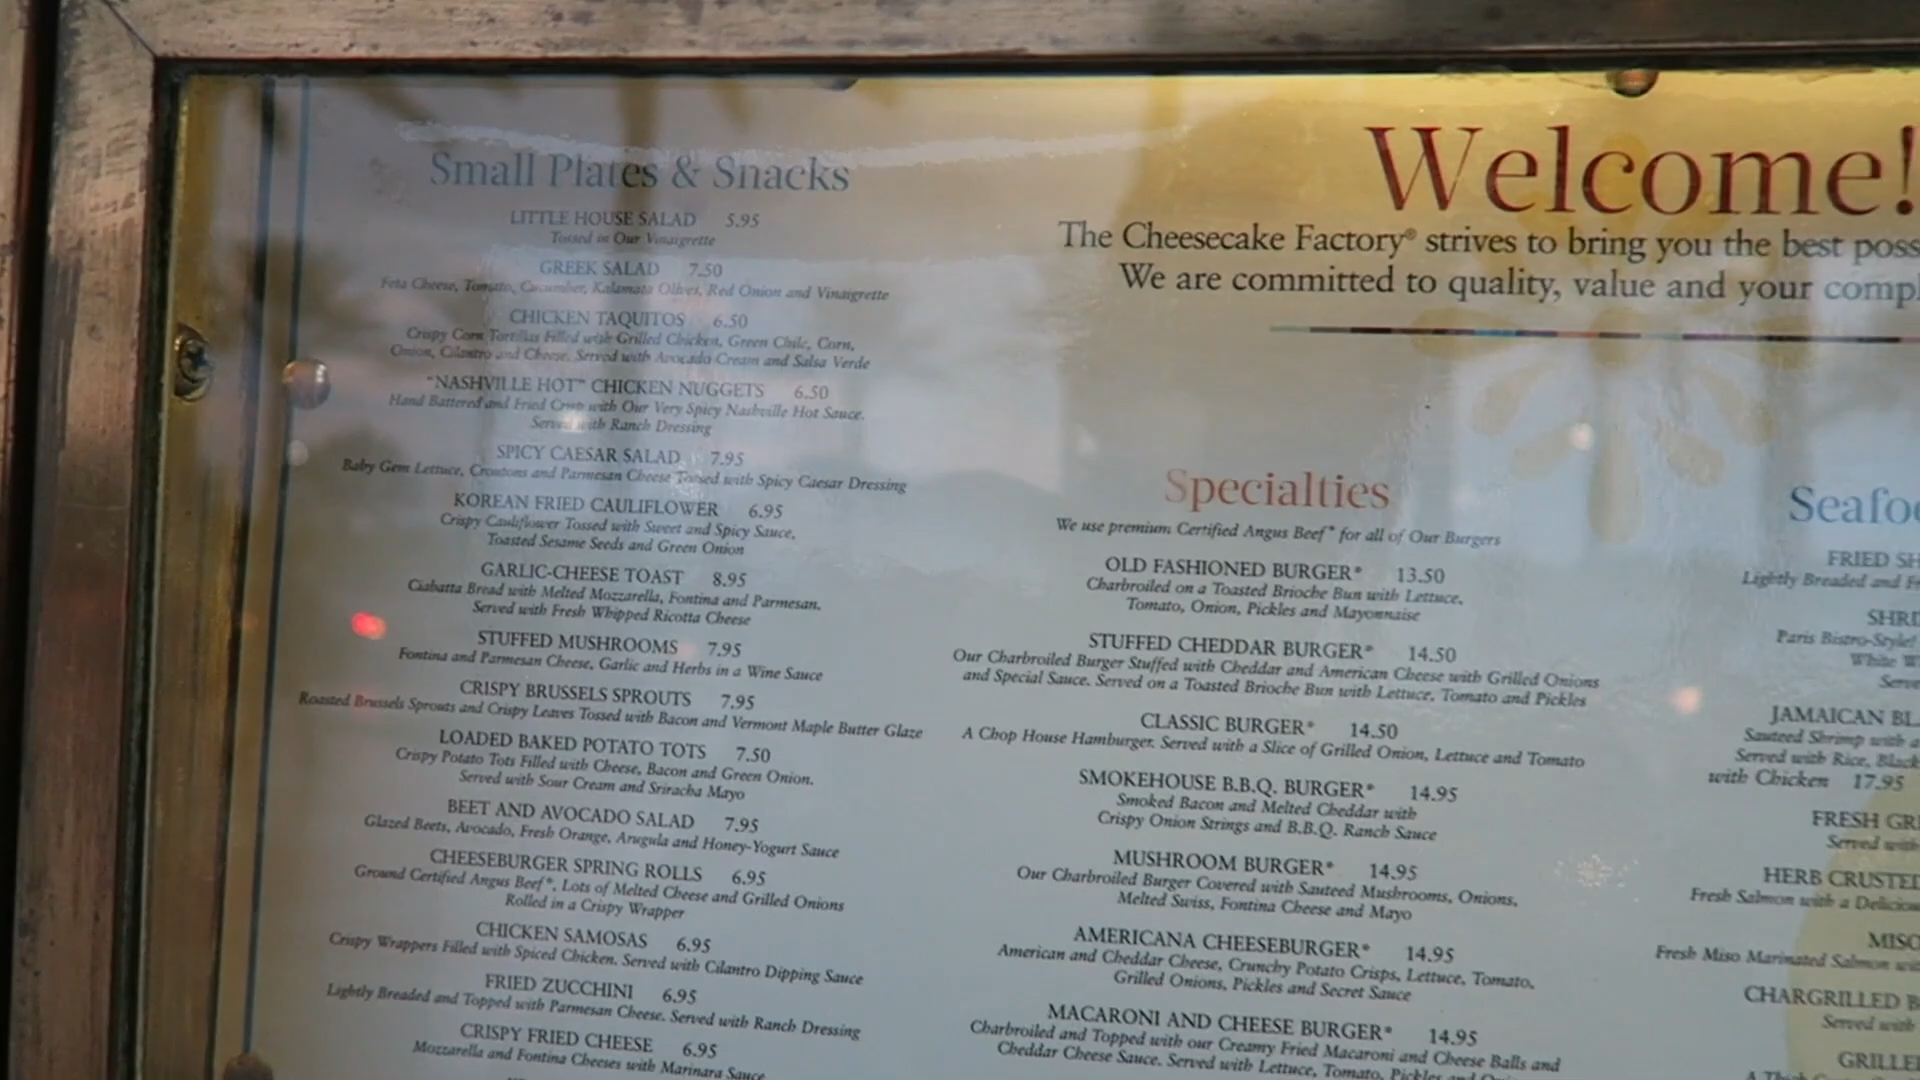 Small Plates & Snacks
LITTLE HOUSE SALAD 5.95
Tossed in Our Vinaigrette
GREEK SALAD 7.50
Feta Cheese, Tomato, Cucumber, Kalamata Olives, Red Onion and Vinaigrette
CHICKEN TAQUITOS 6.50
Crispy Corn Tortillas Filled with Grilled Chicken, Green Chile, Corn,
Onion, Cilantro and Cheese. Served with Avocado Cream and Salsa Verde
"NASHVILLE HOT" CHICKEN NUGGETS 6.50
Hand Battered and Fried Crisp with Our Very Spicy Nashville Hot Sauce.
Served with Ranch Dressing
SPICY CAESAR SALAD 7.95
Baby Gem Lettuce, Croutons and Parmesan Cheese Tossed with Spicy Caesar Dressing
KOREAN FRIED CAULIFLOWER 6.95
Crispy Cauliflower Tossed with Sweet and Spicy Sauce,
Toasted Sesame Seeds and Green Onion
GARLIC-CHEESE TOAST 8.95
Ciabatta Bread with Melted Mozzarella, Fontina and Parmesan.
Served with Fresh Whipped Ricotta Cheese
STUFFED MUSHROOMS 7.95
Fontina and Parmesan Cheese, Garlic and Herbs in a Wine Sauce
CRISPY BRUSSELS SPROUTS 7.95
Roasted Brussels Sprouts and Crispy Leaves Tossed with Bacon and Vermont Maple Butter Glaze
LOADED BAKED POTATO TOTS 7.50
Crispy Potato Tots Filled with Cheese, Bacon and Green Onion.
Served with Sour Cream and Sriracha Mayo
BEET AND AVOCADO SALAD 7.95
Glazed Beets, Avocado, Fresh Orange, Arugula and Honey-Yogurt Sauce
CHEESEBURGER SPRING ROLLS 6.95
Ground Certified Angus Beef®, Lots of Melted Cheese and Grilled Onions
Rolled in a Crispy Wrapper
CHICKEN SAMOSAS 6.95
Crispy Wrappers Filled with Spiced Chicken. Served with Cilantro Dipping Sauce
FRIED ZUCCHINI 6.95
Lightly Breaded and Topped with Parmesan Cheese. Served with Ranch Dressing
CRISPY FRIED CHEESE 6.95
Mozzarella and Fontina Cheeses with Marinara Sauce
Welcome!
The Cheesecake Factory® strives to bring you the best poss
We are committed to quality, value and your compl
Specialties
We use premium Certified Angus Beef® for all of Our Burgers
OLD FASHIONED BURGER* 13.50
Charbroiled on a Toasted Brioche Bun with Lettuce,
Tomato, Onion, Pickles and Mayonnaise
STUFFED CHEDDAR BURGER* 14.50
Our Charbroiled Burger Stuffed with Cheddar and American Cheese with Grilled Onions
and Special Sauce. Served on a Toasted Brioche Bun with Lettuce, Tomato and Pickles
CLASSIC BURGER* 14.50
A Chop House Hamburger. Served with a Slice of Grilled Onion, Lettuce and Tomato
SMOKEHOUSE B.B.Q. BURGER* 14.95
Smoked Bacon and Melted Cheddar with
Crispy Onion Strings and B.B.Q. Ranch Sauce
MUSHROOM BURGER* 14.95
Our Charbroiled Burger Covered with Sauteed Mushrooms, Onions,
Melted Swiss, Fontina Cheese and Mayo
AMERICANA CHEESEBURGER* 14.95
American and Cheddar Cheese, Crunchy Potato Crisps, Lettuce, Tomato,
Grilled Onions, Pickles and Secret Sauce
MACARONI AND CHEESE BURGER* 14.95
Charbroiled and Topped with our Creamy Fried Macaroni and Cheese Balls and
Cheddar Cheese Sauce. Served with Lettuce, Tomato, Pickles and
Seafoo
FRIED SH
Lightly Breaded and Fr
SHRI
Paris Bistro-Style!
White W
Serve
JAMAICAN BL
Sauteed Shrimp with a
Served with Rice, Black
with Chicken 17.95
FRESH GRI
Served with
HERB CRUSTED
Fresh Salmon with a Deliciou
MISO
Fresh Miso Marinated Salmon wit
CHARGRILLED B
Served with
GRILLE
A Thick